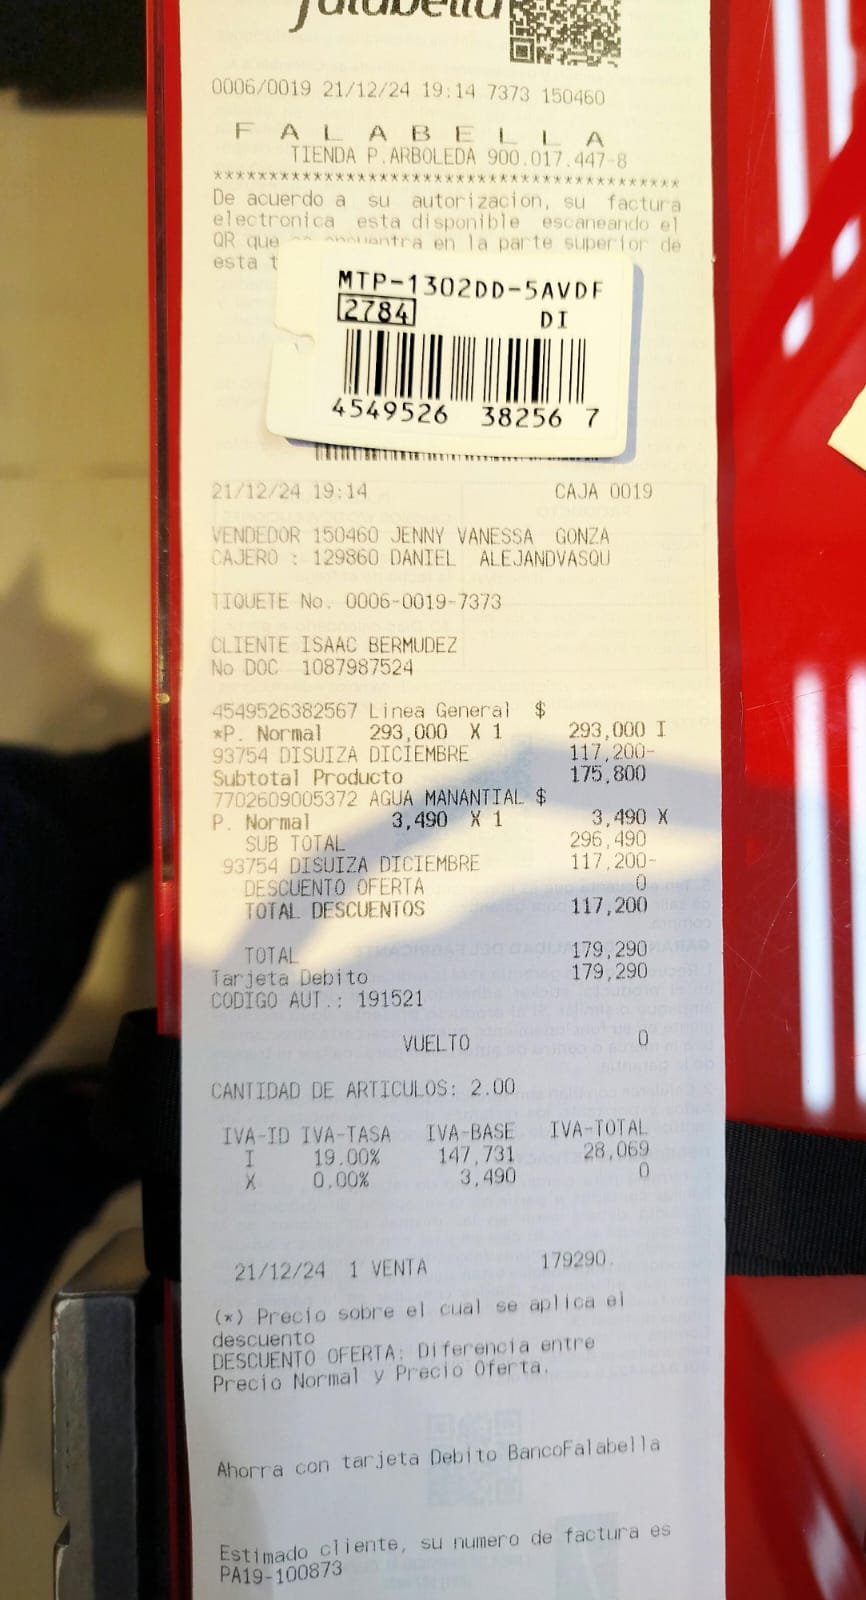 falabella
0006/0019 21/12/24 19:14 7373 150460
F A L A B E L L A
TIENDA P.ARBOLEDA 900.017.447-8
******************************************
De acuerdo a su autorizacion, su factura
electronica esta disponible escaneando el
QR que se encuentra en la parte superior de
esta t
MTP-1302DD-5AVDF
2784 DI
4549526 38256 7
21/12/24 19:14 CAJA 0019
VENDEDOR 150460 JENNY VANESSA GONZA
CAJERO : 129860 DANIEL ALEJANDVASQU
TIQUETE No. 0006-0019-7373
CLIENTE ISAAC BERMUDEZ
No DOC 1087987524
4549526382567 Linea General $
*P. Normal 293,000 X 1 293,000 I
93754 DISUIZA DICIEMBRE 117,200-
Subtotal Producto 175,800
7702609005372 AGUA MANANTIAL $
P. Normal 3,490 X 1 3,490 X
SUB TOTAL 296,490
93754 DISUIZA DICIEMBRE 117,200-
DESCUENTO OFERTA 0
TOTAL DESCUENTOS 117,200
TOTAL 179,290
Tarjeta Debito 179,290
CODIGO AUT.: 191521
VUELTO 0
CANTIDAD DE ARTICULOS: 2.00
IVA-ID IVA-TASA IVA-BASE IVA-TOTAL
I 19.00% 147,731 28,069
X 0.00% 3,490 0
21/12/24 1 VENTA 179290.
(*) Precio sobre el cual se aplica el
descuento
DESCUENTO OFERTA: Diferencia entre
Precio Normal y Precio Oferta.
Ahorra con tarjeta Debito BancoFalabella
Estimado cliente, su numero de factura es
PA19-100873